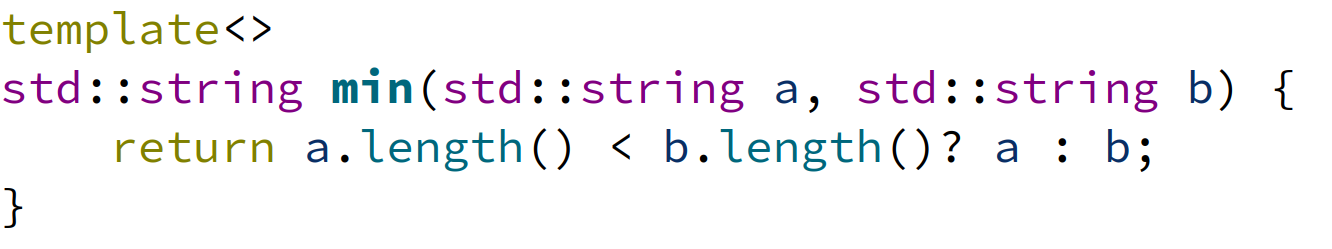 template<>
std::string min(std::string a, std::string b) {
    return a.length() < b.length()? a : b;
}